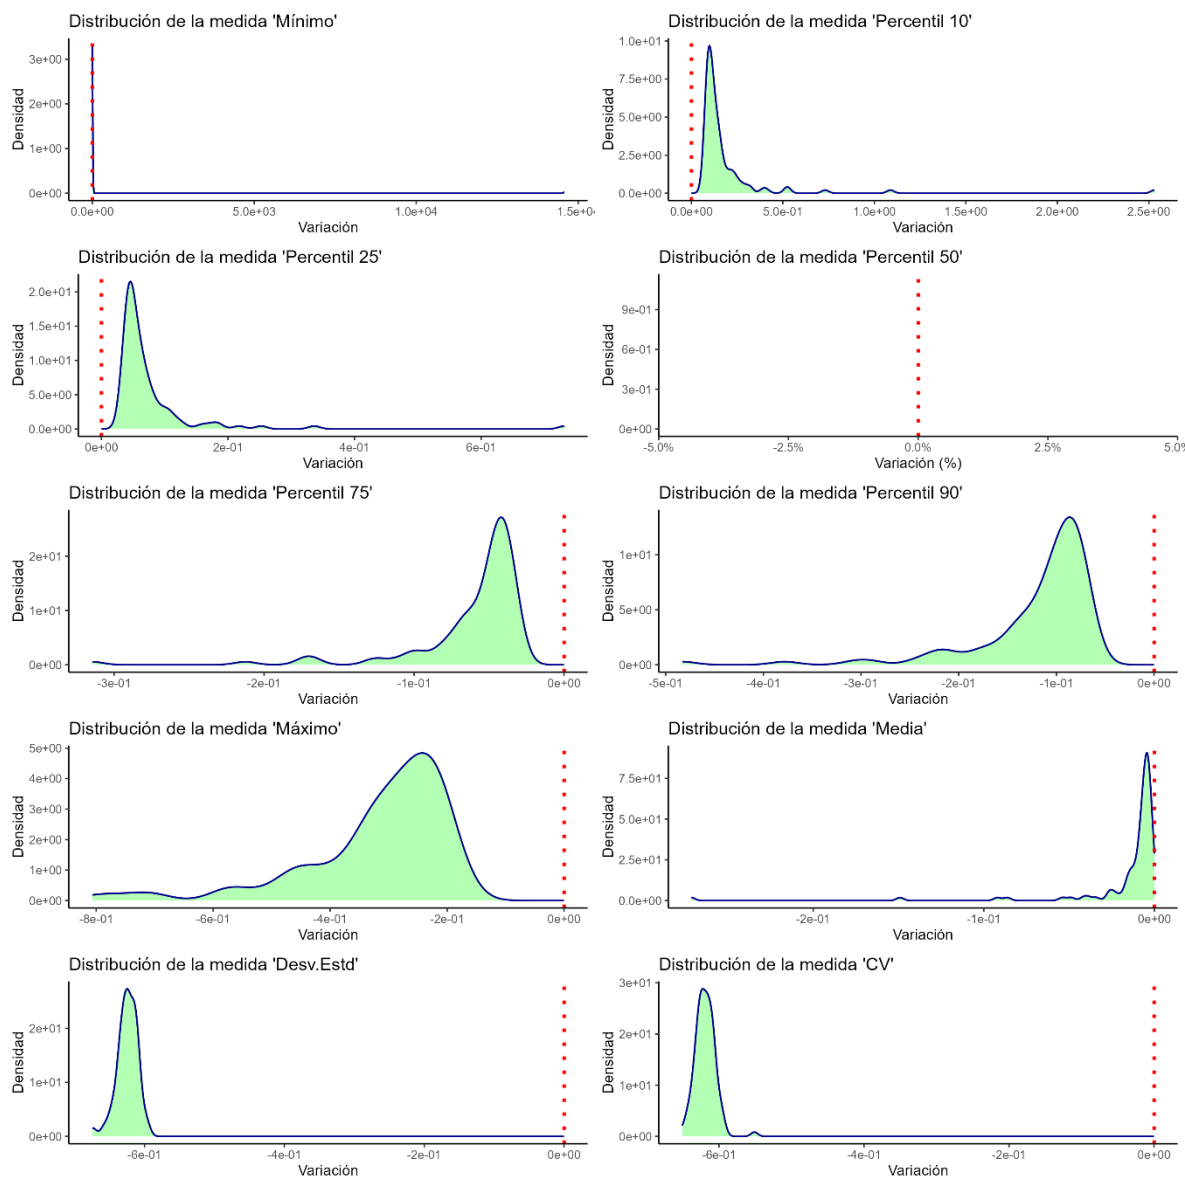 Distribución de la medida 'Mínimo'
Densidad
3e+00
2e+00
1e+00
0e+00
0.0e+00 5.0e+03 1.0e+04 1.5e+0
Variación
Distribución de la medida 'Percentil 10'
Densidad
1.0e+01
7.5e+00
5.0e+00
2.5e+00
0.0e+00
0.0e+00 5.0e-01 1.0e+00 1.5e+00 2.0e+00 2.5e+00
Variación
Distribución de la medida 'Percentil 25'
Densidad
2.0e+01
1.5e+01
1.0e+01
5.0e+00
0.0e+00
0e+00 2e-01 4e-01 6e-01
Variación
Distribución de la medida 'Percentil 50'
Densidad
9e-01
6e-01
3e-01
0e+00
-5.0% -2.5% 0.0% 2.5% 5.0%
Variación (%)
Distribución de la medida 'Percentil 75'
Densidad
2e+01
1e+01
0e+00
-3e-01 -2e-01 -1e-01 0e+00
Variación
Distribución de la medida 'Percentil 90'
Densidad
1e+01
5e+00
0e+00
-5e-01 -4e-01 -3e-01 -2e-01 -1e-01 0e+00
Variación
Distribución de la medida 'Máximo'
Densidad
5e+00
4e+00
3e+00
2e+00
1e+00
0e+00
-8e-01 -6e-01 -4e-01 -2e-01 0e+00
Variación
Distribución de la medida 'Media'
Densidad
7.5e+01
5.0e+01
2.5e+01
0.0e+00
-2e-01 -1e-01 0e+00
Variación
Distribución de la medida 'Desv.Estd'
Densidad
2e+01
1e+01
0e+00
-6e-01 -4e-01 -2e-01 0e+00
Variación
Distribución de la medida 'CV'
Densidad
3e+01
2e+01
1e+01
0e+00
-6e-01 -4e-01 -2e-01 0e+00
Variación